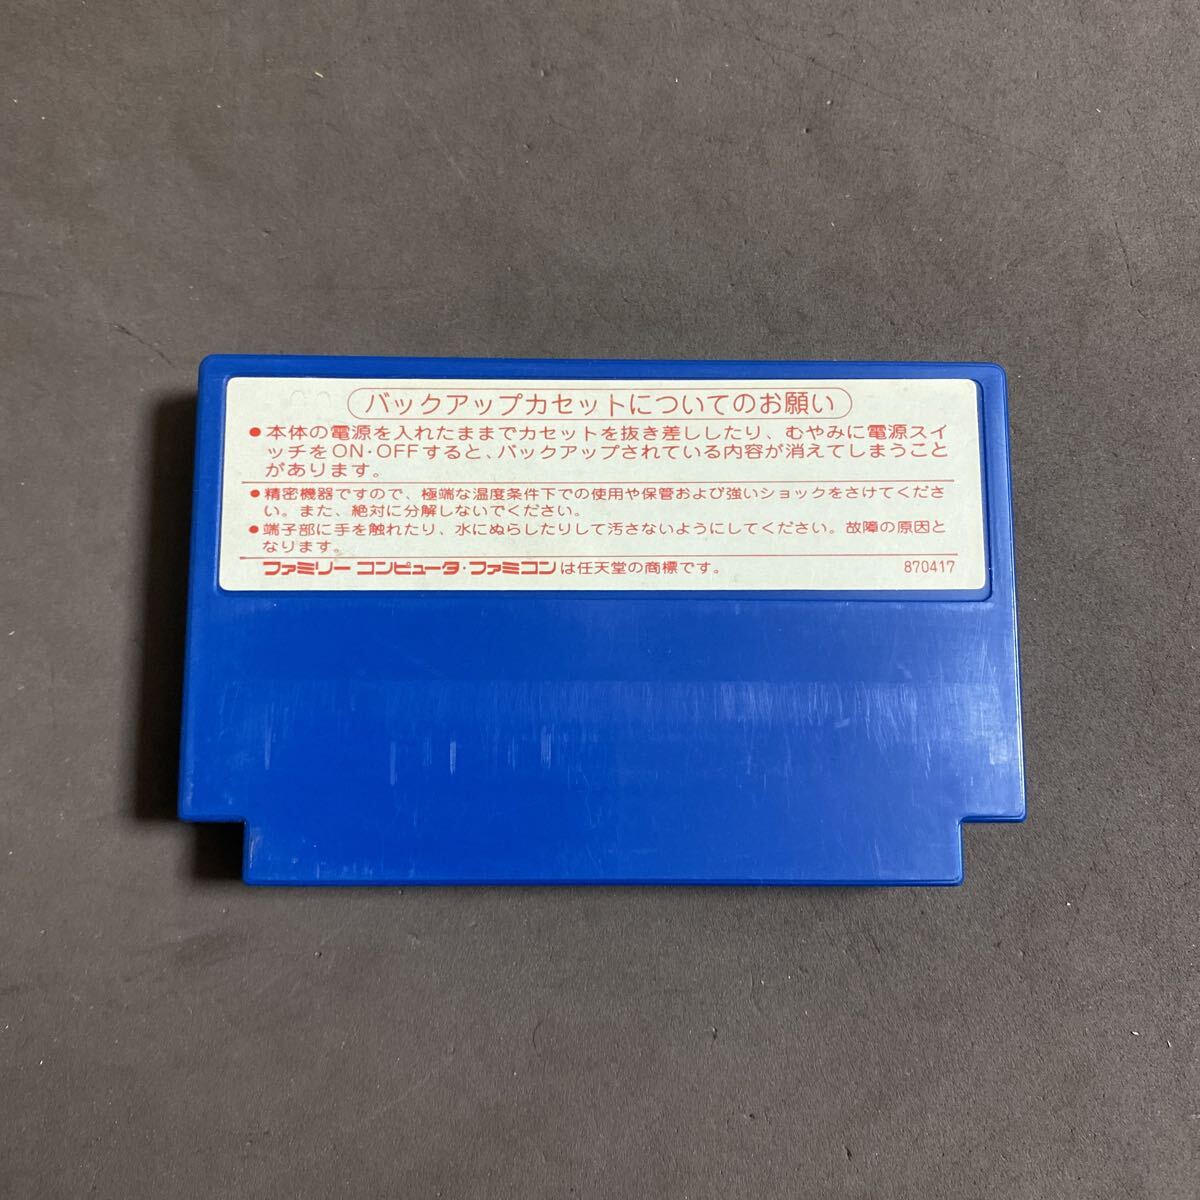 バックアップカセットについてのお願い
●本体の電源を入れたままでカセットを抜き差ししたり、むやみに電源スイ
ッチをON・OFFすると、バックアップされている内容が消えてしまうこと
があります。
●精密機器ですので、極端な温度条件下での使用や保管および強いショックをさけてくださ
い。また、絶対に分解しないでください。
●端子部に手を触れたり、水にぬらしたりして汚さないようにしてください。故障の原因と
なります。
ファミリー コンピュータ・ファミコンは任天堂の商標です。 870417